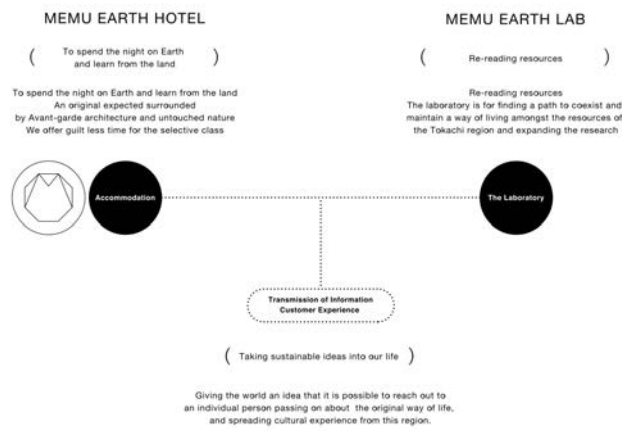 MEMU EARTH HOTEL
( To spend the night on Earth
and learn from the land )
To spend the night on Earth and learn from the land
An original expected surrounded
by Avant-garde architecture and untouched nature
We offer guilt less time for the selective class
MEMU EARTH LAB
( Re-reading resources )
Re-reading resources
The laboratory is for finding a path to coexist and
maintain a way of living amongst the resources of
the Tokachi region and expanding the research
Accommodation
The Laboratory
Transmission of Information
Customer Experience
( Taking sustainable ideas into our life )
Giving the world an idea that it is possible to reach out to
an individual person passing on about the original way of life,
and spreading cultural experience from this region.